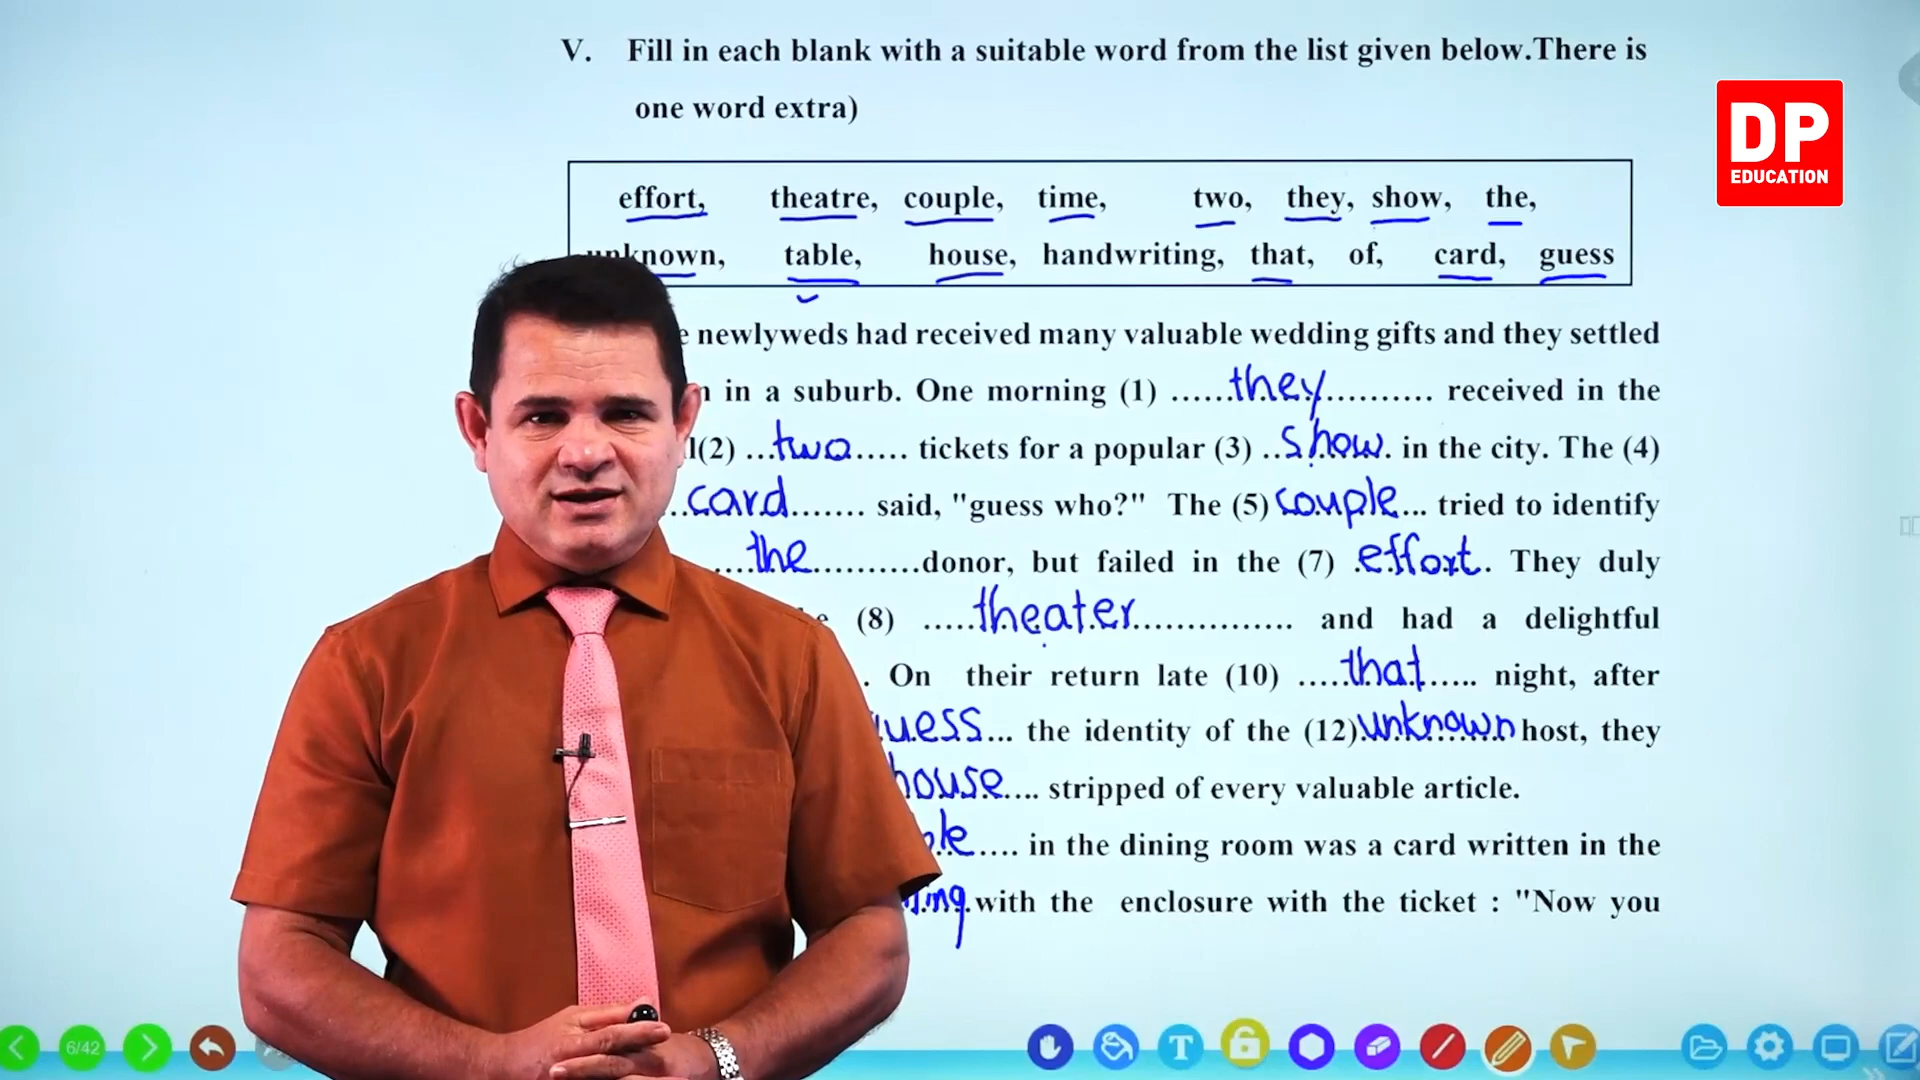 V. Fill in each blank with a suitable word from the list given below.There is
one word extra)
DP
EDUCATION
effort, theatre, couple, time, two, they, show, the,
unknown, table, house, handwriting, that, of, card, guess
newlyweds had received many valuable wedding gifts and they settled
in a suburb. One morning (1) ......they.......... received in the
(2) ...two..... tickets for a popular (3) ..show. in the city. The (4)
..card....... said, "guess who?" The (5) couple... tried to identify
....the..........donor, but failed in the (7) .effort. They duly
(8) .....theater............... and had a delightful
. On their return late (10) .....that..... night, after
uess... the identity of the (12).unknown host, they
house.... stripped of every valuable article.
.... in the dining room was a card written in the
with the enclosure with the ticket : "Now you
6/42